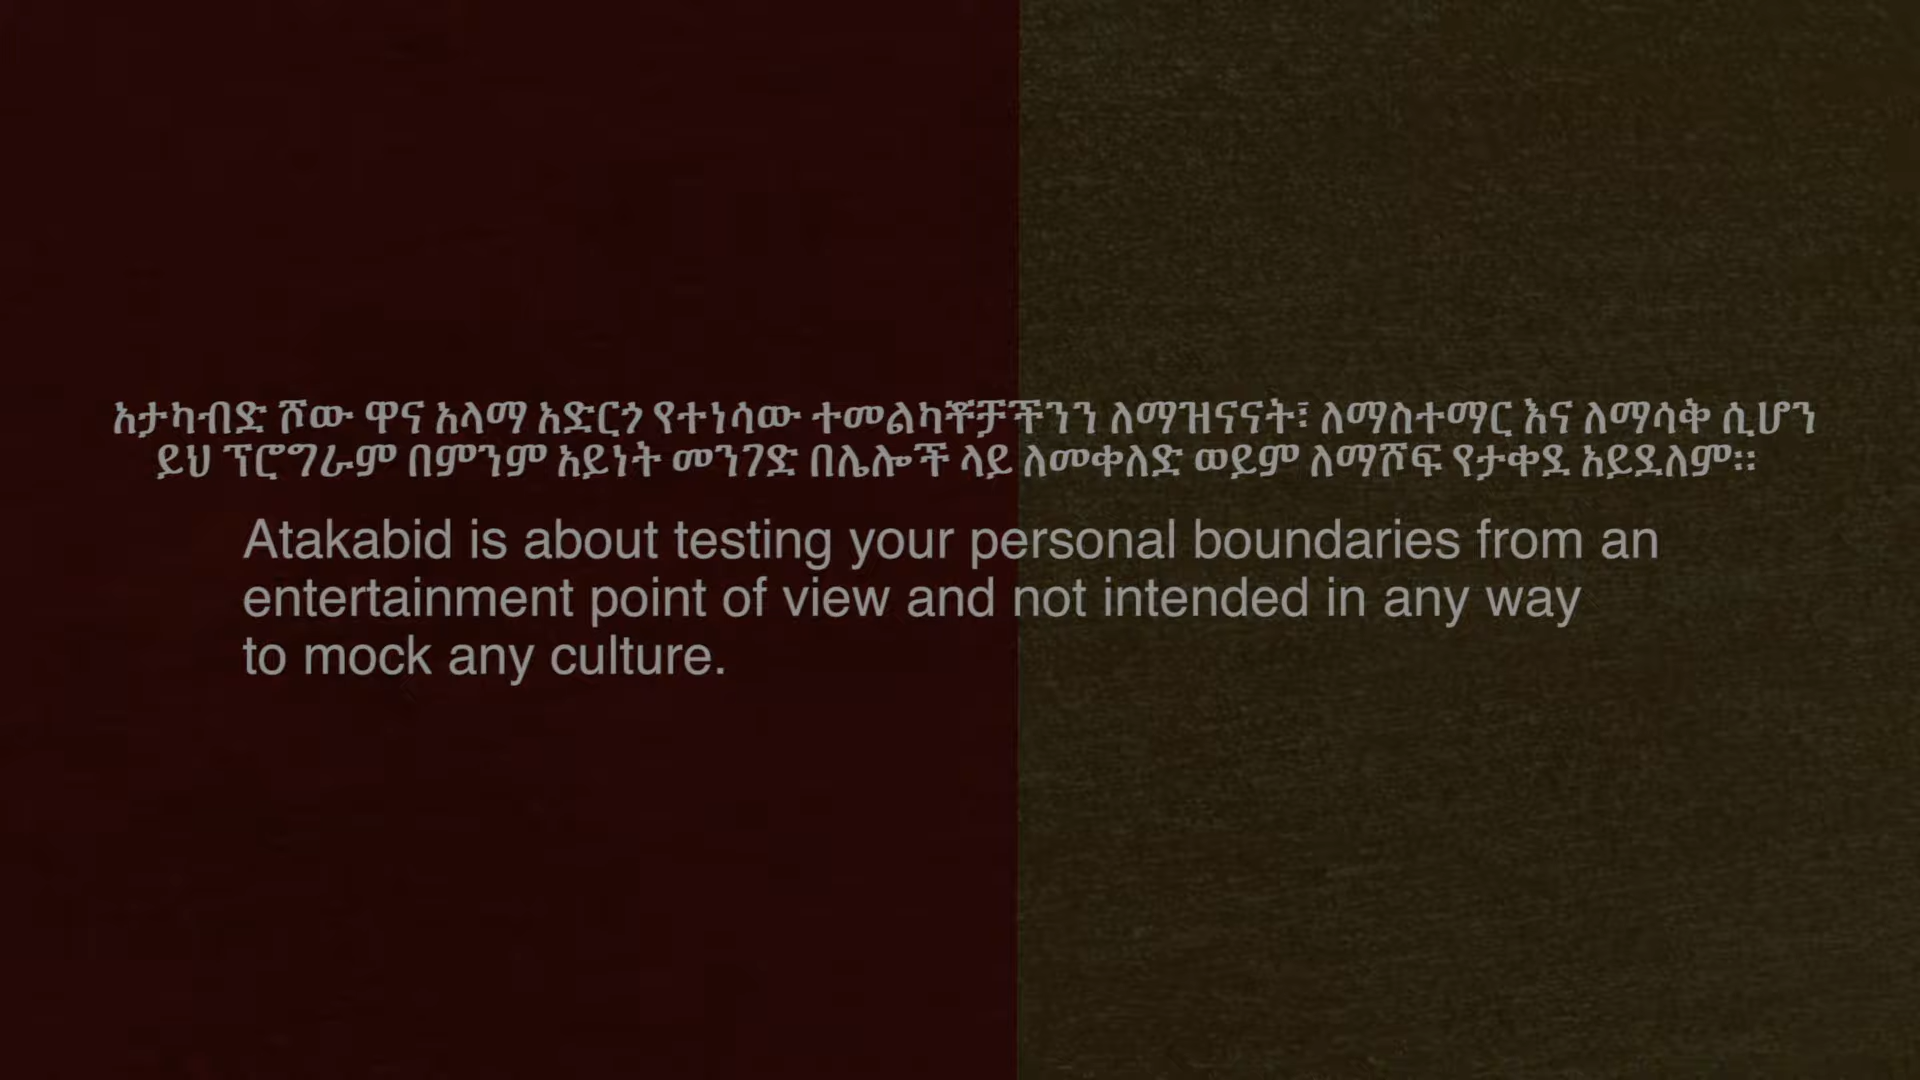 አታካብድ ሾው ዋና አላማ አድርጎ የተነሳው ተመልካቾቻችንን ለማዝናናት፣ ለማስተማር እና ለማሳቅ ሲሆን
ይህ ፕሮግራም በምንም አይነት መንገድ በሌሎች ላይ ለመቀለድ ወይም ለማሾፍ የታቀደ አይደለም።
Atakabid is about testing your personal boundaries from an
entertainment point of view and not intended in any way
to mock any culture.